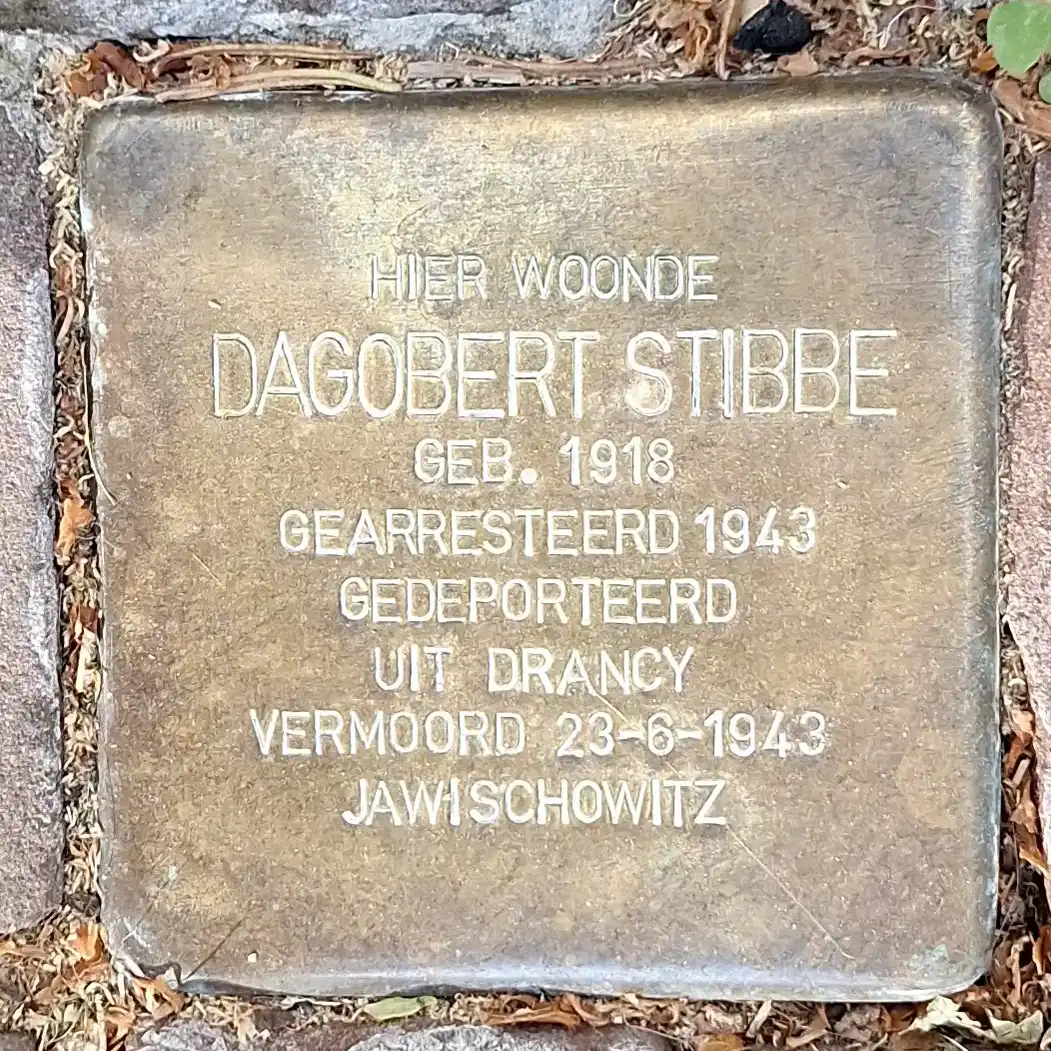 HIER WOONDE
DAGOBERT STIBBE
GEB. 1918
GEARRESTEERD 1943
GEDEPORTEERD
UIT DRANCY
VERMOORD 23-6-1943
JAWISCHOWITZ